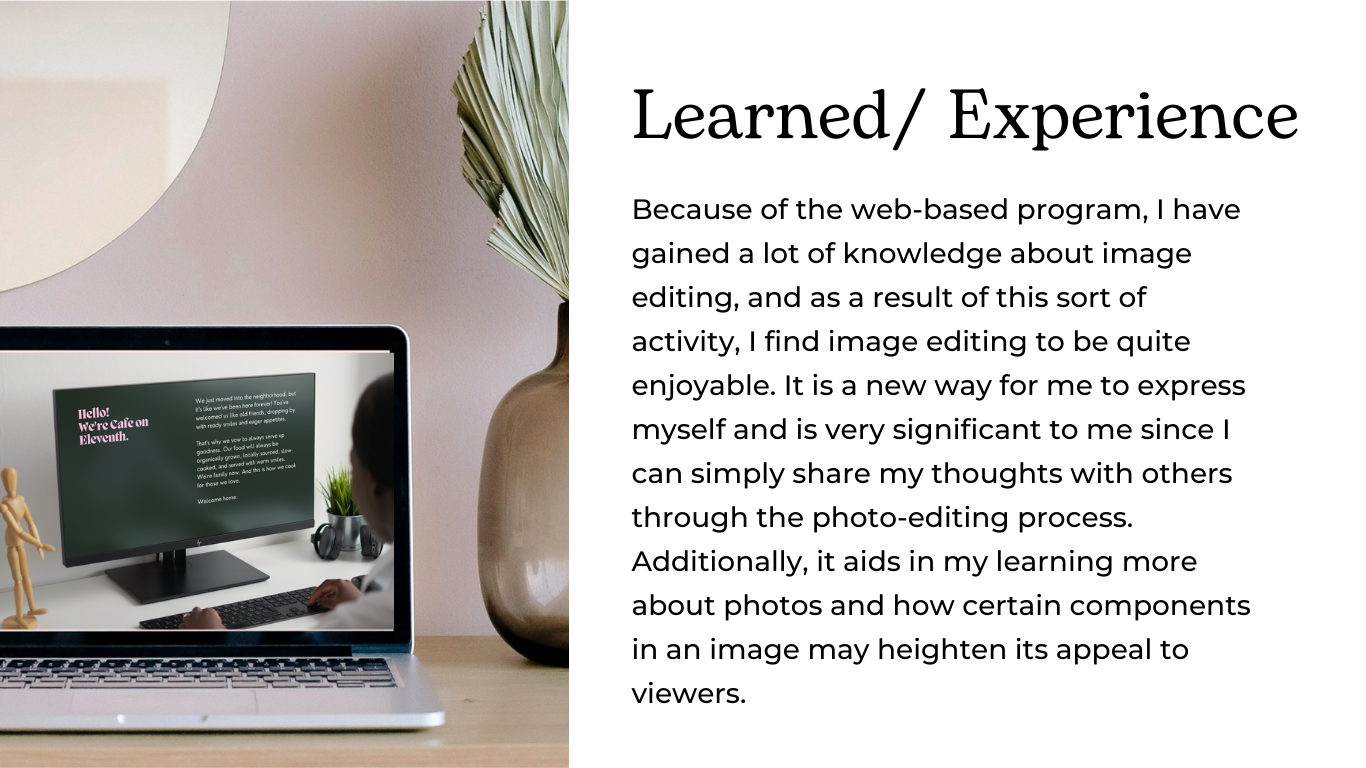 Learned/ Experience
Because of the web-based program, I have
gained a lot of knowledge about image
editing, and as a result of this sort of
activity, I find image editing to be quite
enjoyable. It is a new way for me to express
myself and is very significant to me since I
can simply share my thoughts with others
through the photo-editing process.
Additionally, it aids in my learning more
about photos and how certain components
in an image may heighten its appeal to
viewers.
Hello!
We're Cafe on
Eleventh.
We just moved into the neighborhood, but
it's like we've been here forever! You've
welcomed us like old friends, dropping by
with ready smiles and eager appetites.
That's why we vow to always serve up
goodness. Our food will always be
organically grown, locally sourced, slow
cooked, and served with warm smiles.
We're family now. And this is how we cook
for those we love.
Welcome home.
hp